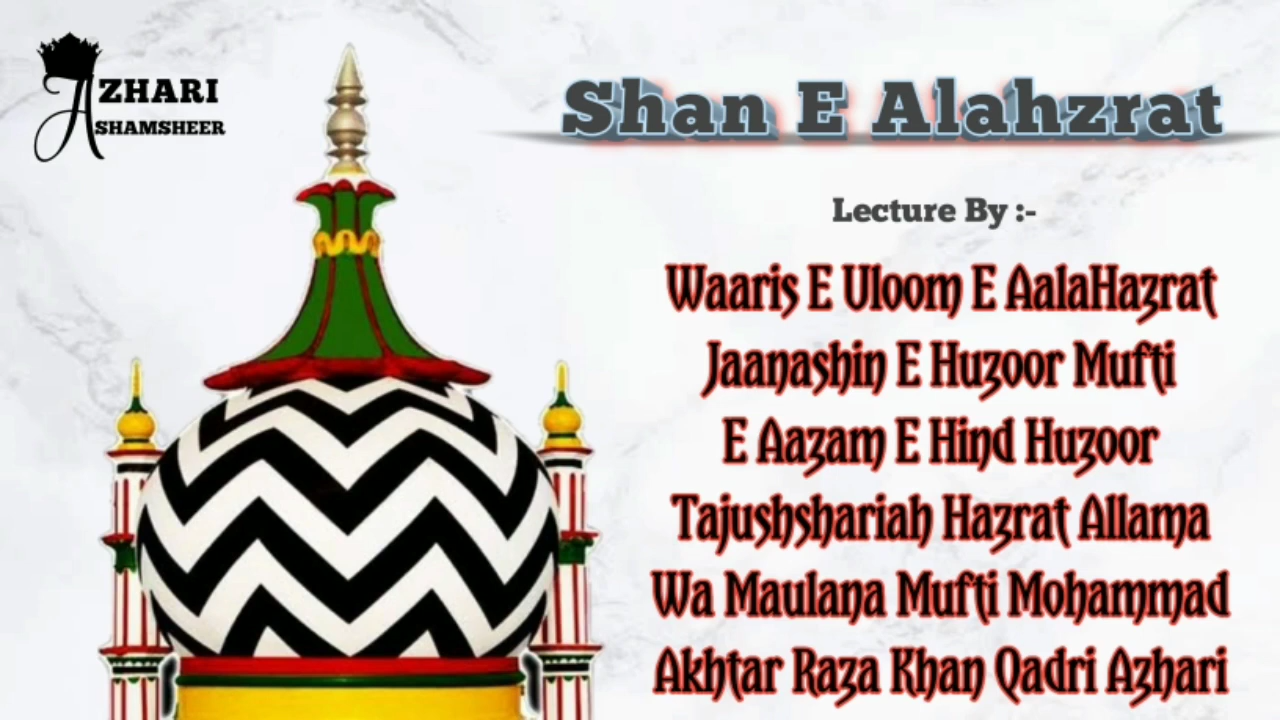 AZHARI
ASHAMSHEER
Shan E Alahzrat
Lecture By :-
Waaris E Uloom E AalaHazrat
Jaanashin E Huzoor Mufti
E Aazam E Hind Huzoor
Tajushshariah Hazrat Allama
Wa Maulana Mufti Mohammad
Akhtar Raza Khan Qadri Azhari